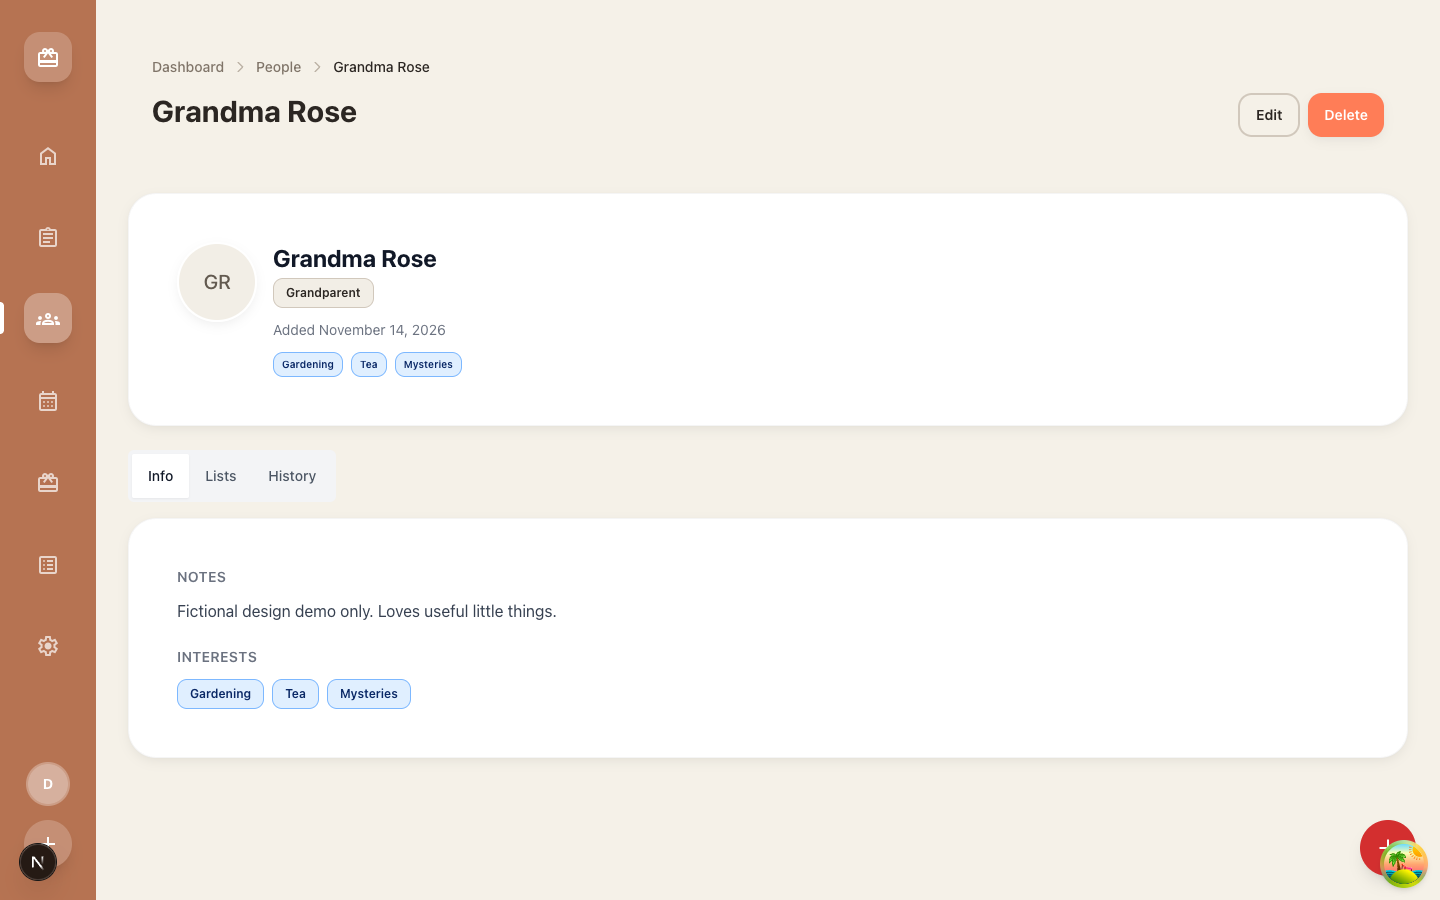 Dashboard People Grandma Rose
Grandma Rose
Edit Delete
GR
Grandma Rose
Grandparent
Added November 14, 2026
Gardening Tea Mysteries
Info Lists History
NOTES
Fictional design demo only. Loves useful little things.
INTERESTS
Gardening Tea Mysteries
D
N